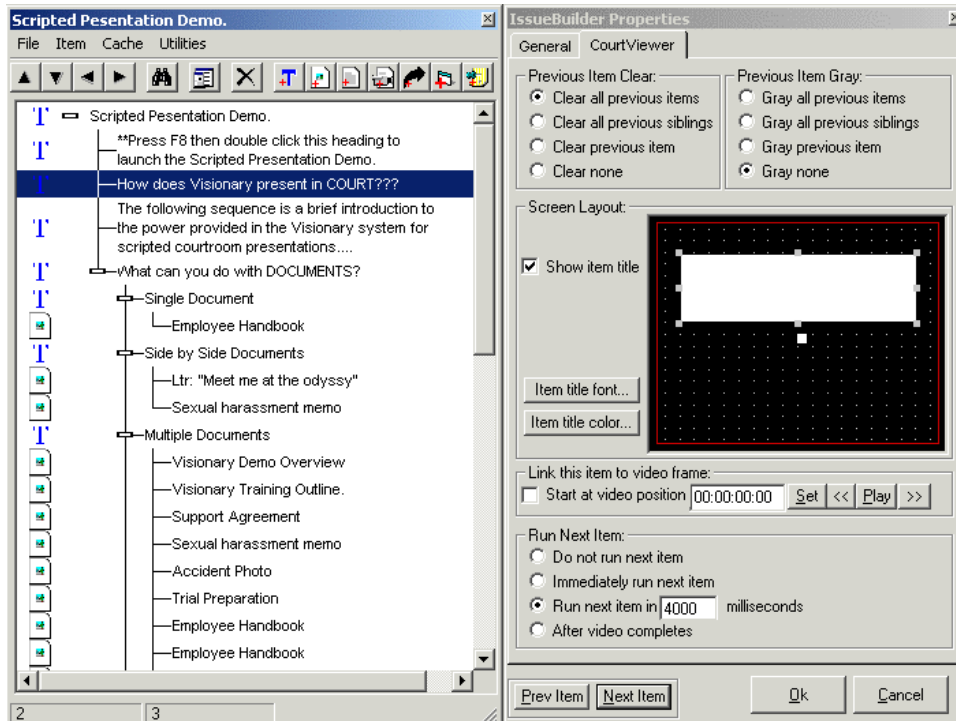 Scripted Pesentation Demo.
File Item Cache Utilities
Scripted Pesentation Demo.
**Press F8 then double click this heading to
launch the Scripted Presentation Demo.
How does Visionary present in COURT???
The following sequence is a brief introduction to
the power provided in the Visionary system for
scripted courtroom presentations....
What can you do with DOCUMENTS?
Single Document
Employee Handbook
Side by Side Documents
Ltr: "Meet me at the odyssy"
Sexual harassment memo
Multiple Documents
Visionary Demo Overview
Visionary Training Outline.
Support Agreement
Sexual harassment memo
Accident Photo
Trial Preparation
Employee Handbook
Employee Handbook
2 3
IssueBuilder Properties
General CourtViewer
Previous Item Clear:
Clear all previous items
Clear all previous siblings
Clear previous item
Clear none
Previous Item Gray:
Gray all previous items
Gray all previous siblings
Gray previous item
Gray none
Screen Layout:
Show item title
Item title font...
Item title color...
Link this item to video frame:
Start at video position 00:00:00:00 Set << Play >>
Run Next Item:
Do not run next item
Immediately run next item
Run next item in 4000 milliseconds
After video completes
Prev Item Next Item Ok Cancel